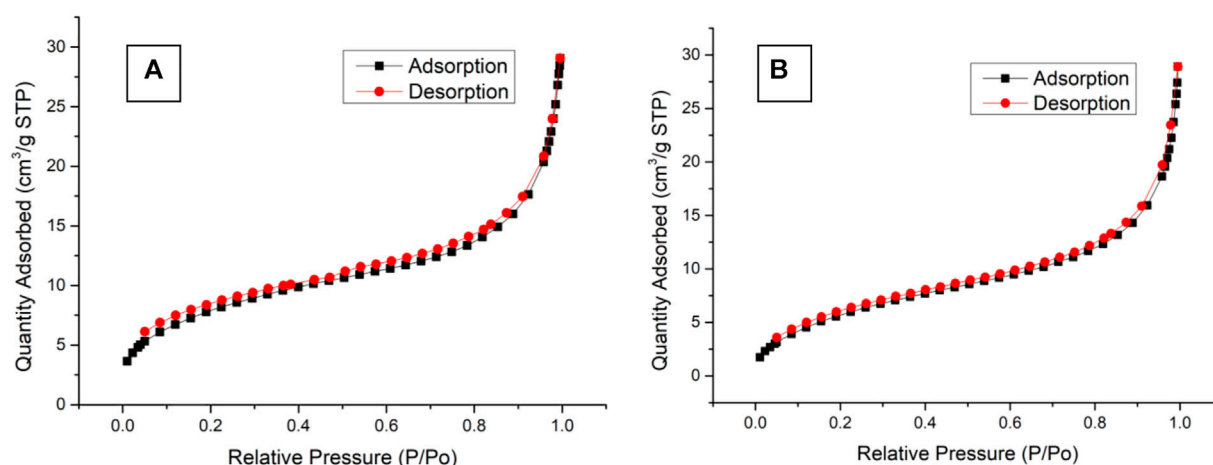 A
Adsorption
Desorption
Quantity Adsorbed (cm³/g STP)
30
25
20
15
10
5
0
0.0 0.2 0.4 0.6 0.8 1.0
Relative Pressure (P/Po)
B
Adsorption
Desorption
Quantity Adsorbed (cm³/g STP)
30
25
20
15
10
5
0
0.0 0.2 0.4 0.6 0.8 1.0
Relative Pressure (P/Po)